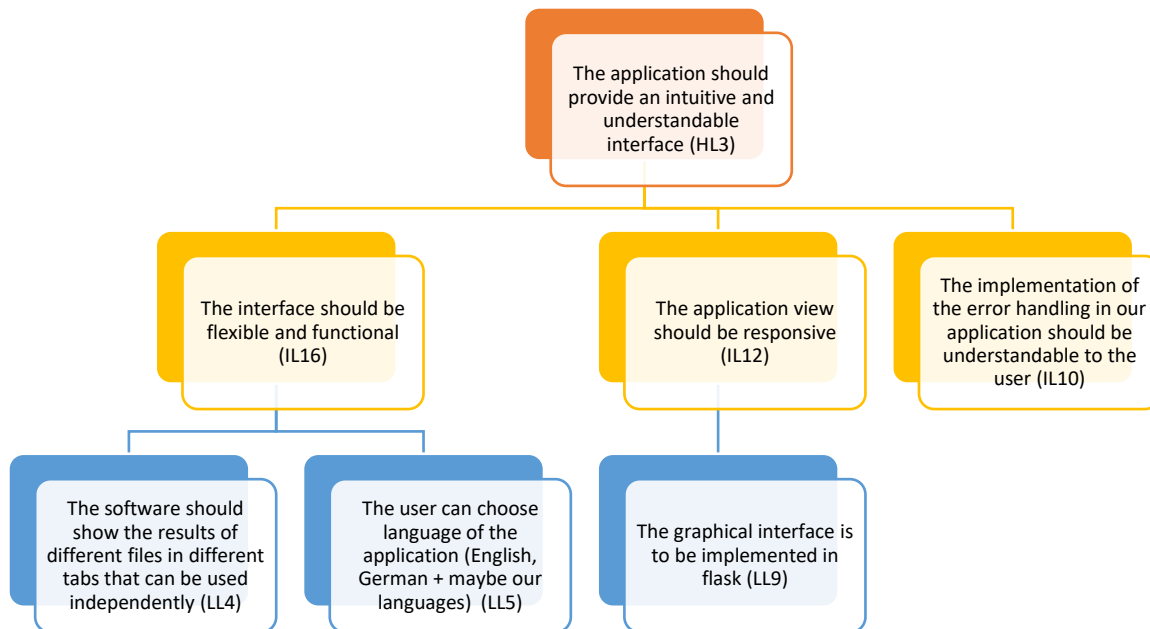 The application should
provide an intuitive and
understandable
interface (HL3)
The interface should be
flexible and functional
(IL16)
The application view
should be responsive
(IL12)
The implementation of
the error handling in our
application should be
understandable to the
user (IL10)
The software should
show the results of
different files in different
tabs that can be used
independently (LL4)
The user can choose
language of the
application (English,
German + maybe our
languages)  (LL5)
The graphical interface is
to be implemented in
flask (LL9)